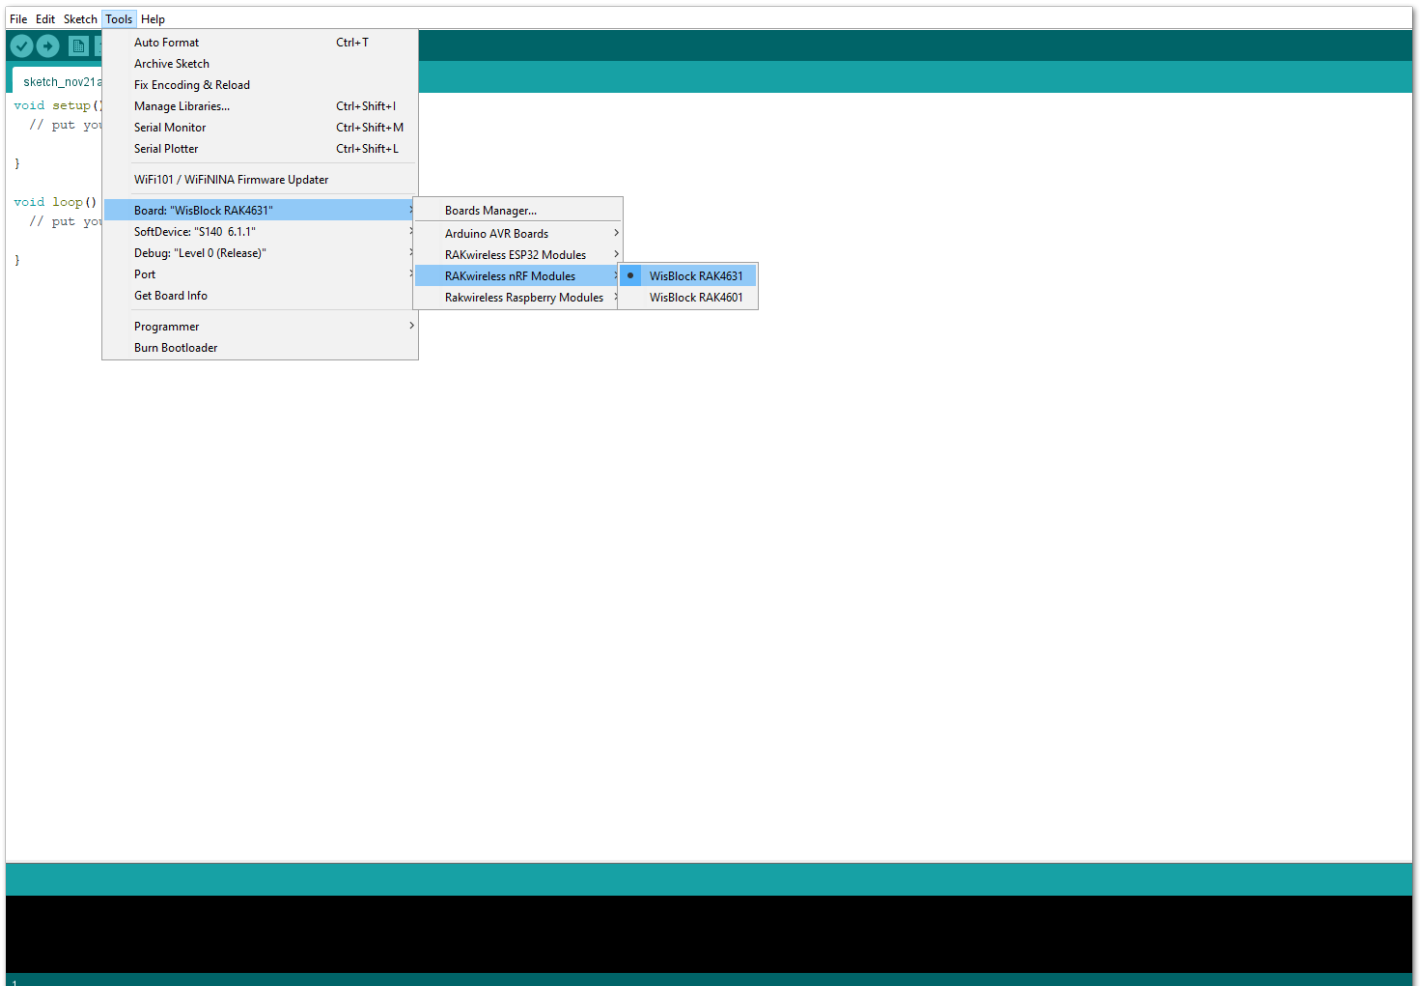 File Edit Sketch Tools Help
sketch_nov21a
void setup()
// put you
}
void loop()
// put you
}
Auto Format Ctrl+T
Archive Sketch
Fix Encoding & Reload
Manage Libraries... Ctrl+Shift+I
Serial Monitor Ctrl+Shift+M
Serial Plotter Ctrl+Shift+L
WiFi101 / WiFiNINA Firmware Updater
Board: "WisBlock RAK4631"
SoftDevice: "S140 6.1.1"
Debug: "Level 0 (Release)"
Port
Get Board Info
Programmer
Burn Bootloader
Boards Manager...
Arduino AVR Boards
RAKwireless ESP32 Modules
RAKwireless nRF Modules
Rakwireless Raspberry Modules
WisBlock RAK4631
WisBlock RAK4601
1